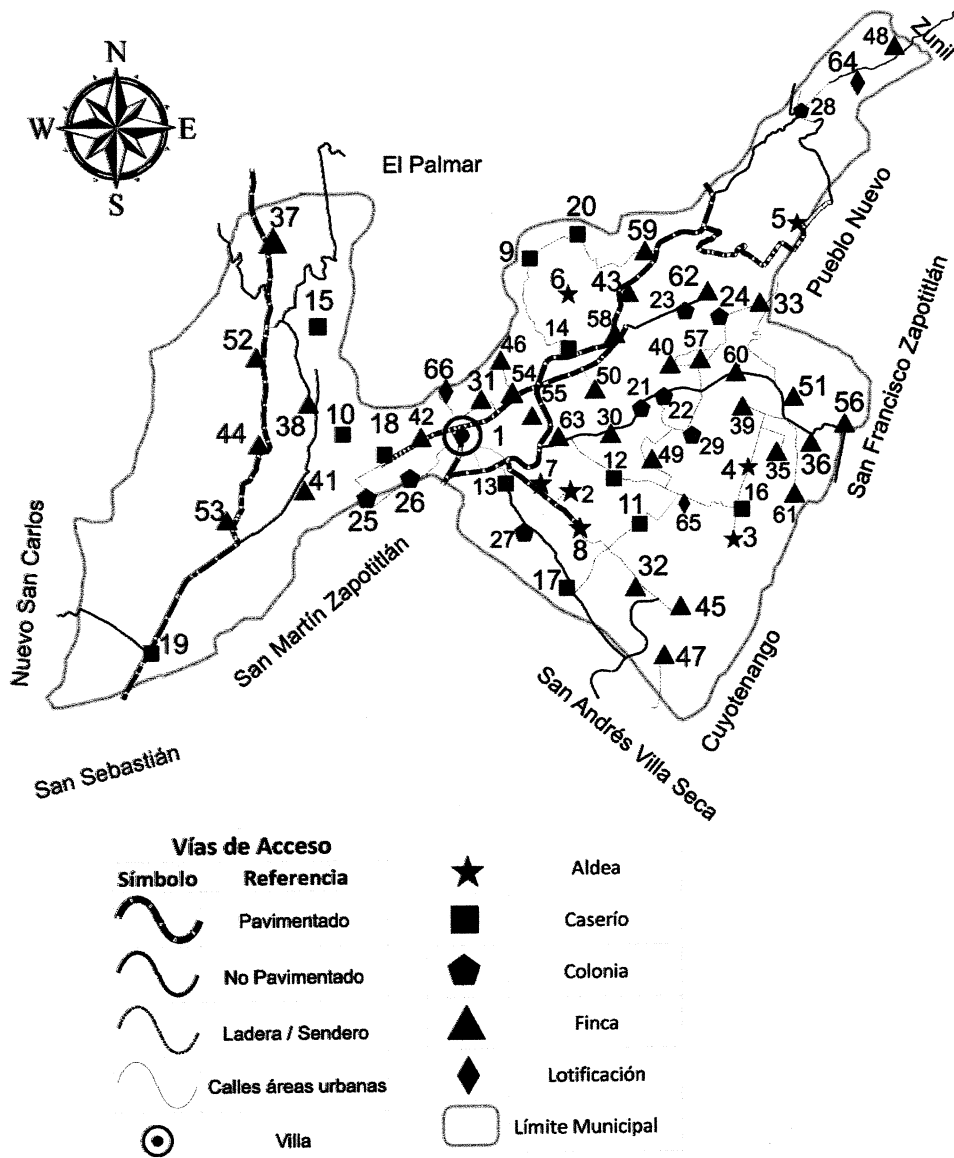 N
W E
S
El Palmar
Zunil
48
64
28
5
Pueblo Nuevo
37
20
59
9
6
43
62
23
24
33
15
14
58
San Francisco Zapotitlán
52
46
40
57
60
66
31
54
55
50
21
22
51
56
38
10
18
42
1
63
30
29
39
36
44
12
49
4
35
41
26
13
7
2
16
61
25
11
65
53
8
3
27
Nuevo San Carlos
San Martín Zapotitlán
17
32
45
19
47
Cuyotenango
San Andrés Villa Seca
San Sebastián
Vías de Acceso
Símbolo Referencia
Pavimentado
No Pavimentado
Ladera / Sendero
Calles áreas urbanas
Villa
Aldea
Caserío
Colonia
Finca
Lotificación
Límite Municipal